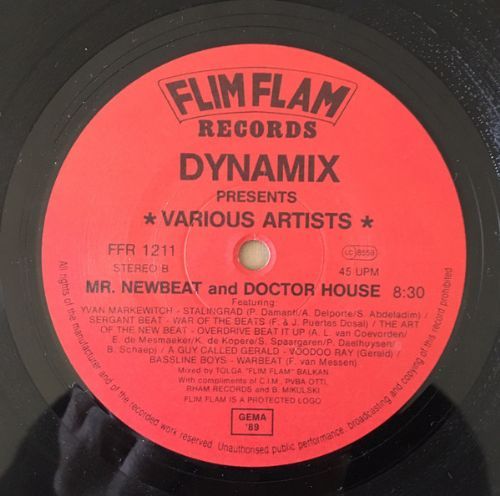 FLIM FLAM
RECORDS
DYNAMIX
PRESENTS
* VARIOUS ARTISTS *
FFR 1211
STEREO B
LC 8559
45 UPM
MR. NEWBEAT and DOCTOR HOUSE 8:30
Featuring:
YVAN MARKEWITCH - STALINGRAD (P. Damant/A. Delporte/S. Abdeladim) /
SERGANT BEAT - WAR OF THE BEATS (F. & J. Puertes Dosal) / THE ART
OF THE NEW BEAT - OVERDRIVE BEAT IT UP (A. L. van Coevorden/
E. de Mesmaeker/K. de Kopere/S. Spaargaren/P. Daelhuysen/
B. Schaep) / A GUY CALLED GERALD - VOODOO RAY (Gerald) /
BASSLINE BOYS - WARBEAT (F. van Messen)
Mixed by TOLGA "FLIM FLAM" BALKAN.
With compliments of C.I.M., PVBA OTTI,
RHAM RECORDS and B. MIKULSKI
FLIM FLAM IS A PROTECTED LOGO
GEMA
'89
All rights of the manufacturer and of the recorded work reserved. Unauthorised public performance, broadcasting and copying of this record prohibited